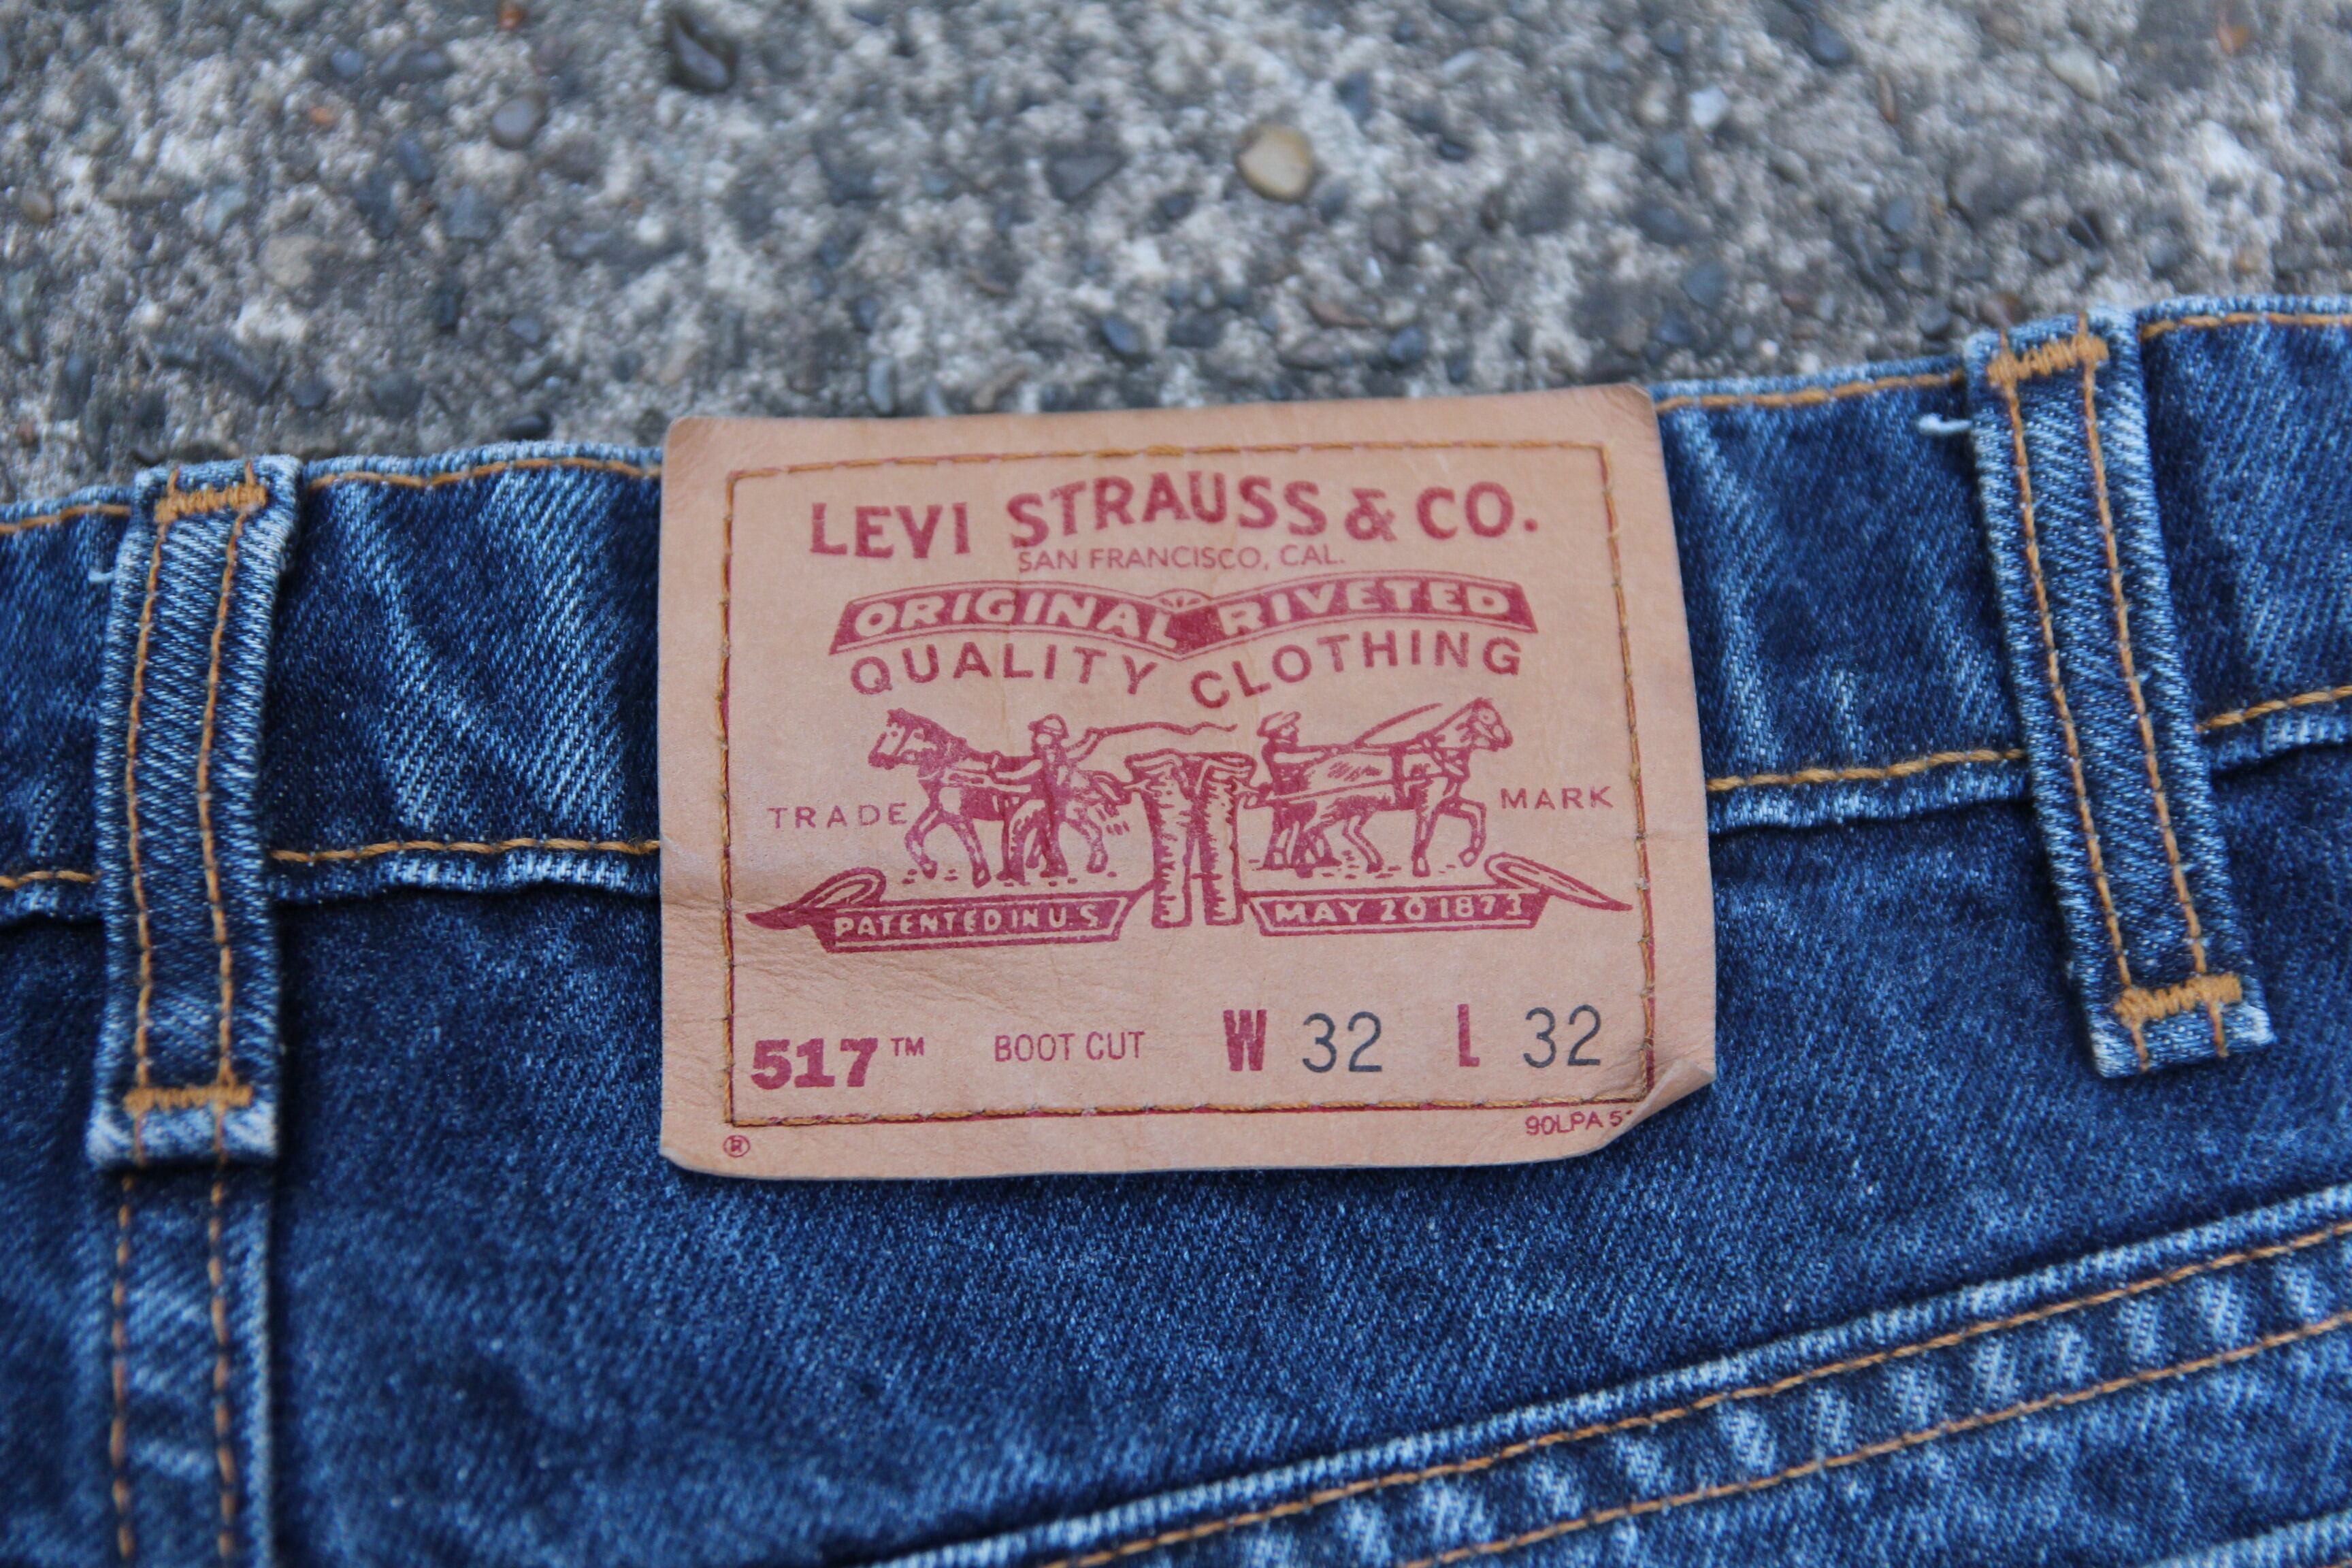 LEVI STRAUSS & CO.
SAN FRANCISCO, CAL.
ORIGINAL RIVETED
QUALITY CLOTHING
TRADE MARK
PATENTED IN U.S MAY 20 1873
517™ BOOT CUT W 32 L 32
® 90LPA